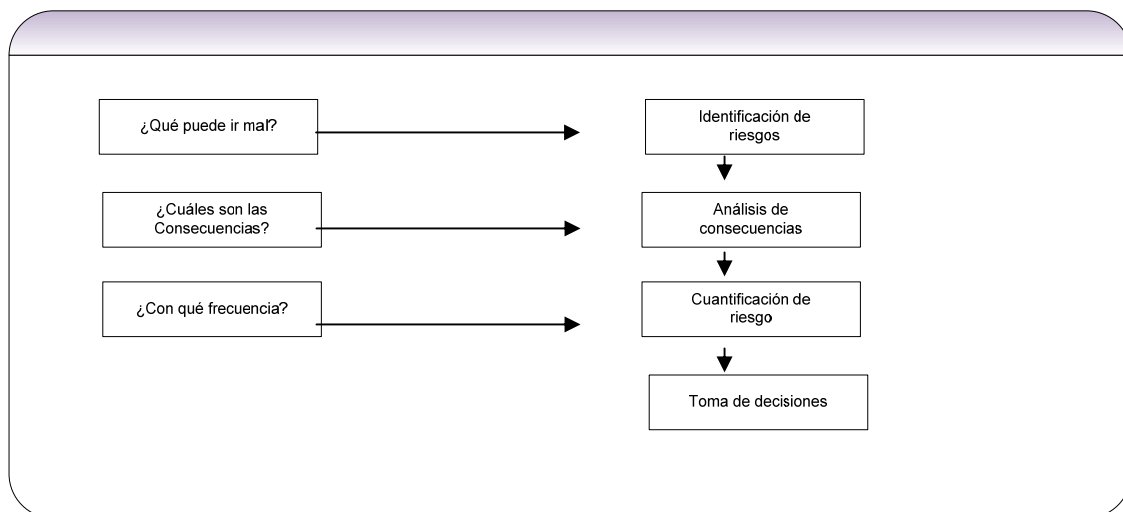 ¿Qué puede ir mal?
Identificación de
riesgos
¿Cuáles son las
Consecuencias?
Análisis de
consecuencias
¿Con qué frecuencia?
Cuantificación de
riesgo
Toma de decisiones